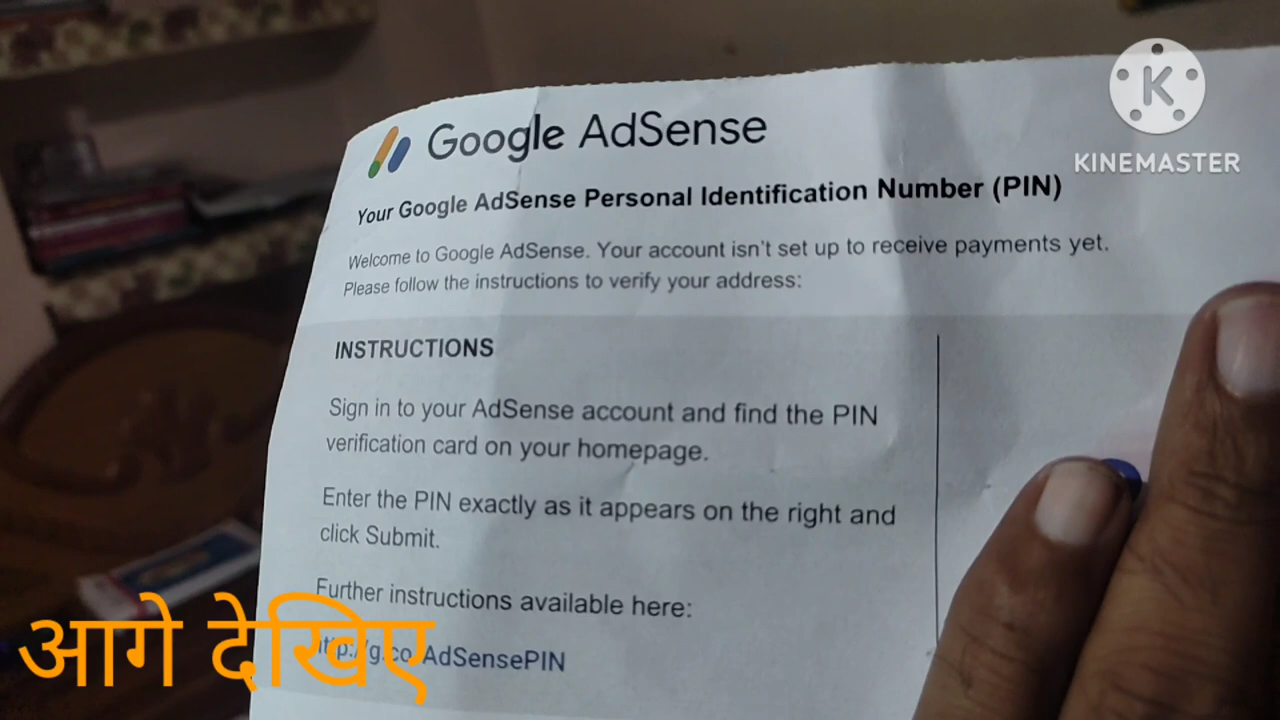 Google AdSense
KINEMASTER
Your Google AdSense Personal Identification Number (PIN)
Welcome to Google AdSense. Your account isn't set up to receive payments yet.
Please follow the instructions to verify your address:
INSTRUCTIONS
Sign in to your AdSense account and find the PIN
verification card on your homepage.
Enter the PIN exactly as it appears on the right and
click Submit.
Further instructions available here:
http://g.co/AdSensePIN
आगे देखिए